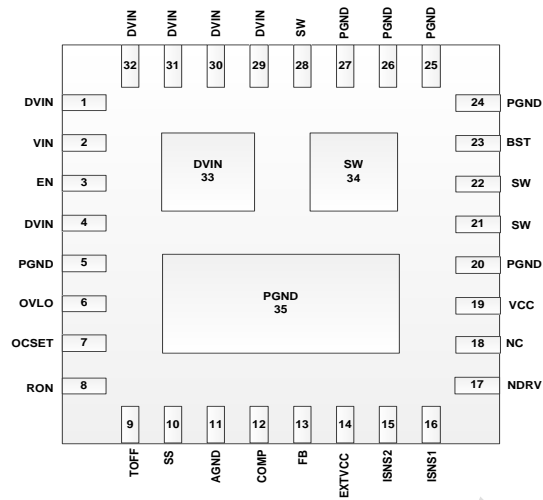 DVIN DVIN DVIN DVIN SW PGND PGND PGND
32 31 30 29 28 27 26 25
DVIN 1
VIN 2
EN 3
DVIN 4
PGND 5
OVLO 6
OCSET 7
RON 8
DVIN
33
SW
34
PGND
35
24 PGND
23 BST
22 SW
21 SW
20 PGND
19 VCC
18 NC
17 NDRV
9 10 11 12 13 14 15 16
TOFF SS AGND COMP FB EXTVCC ISNS2 ISNS1